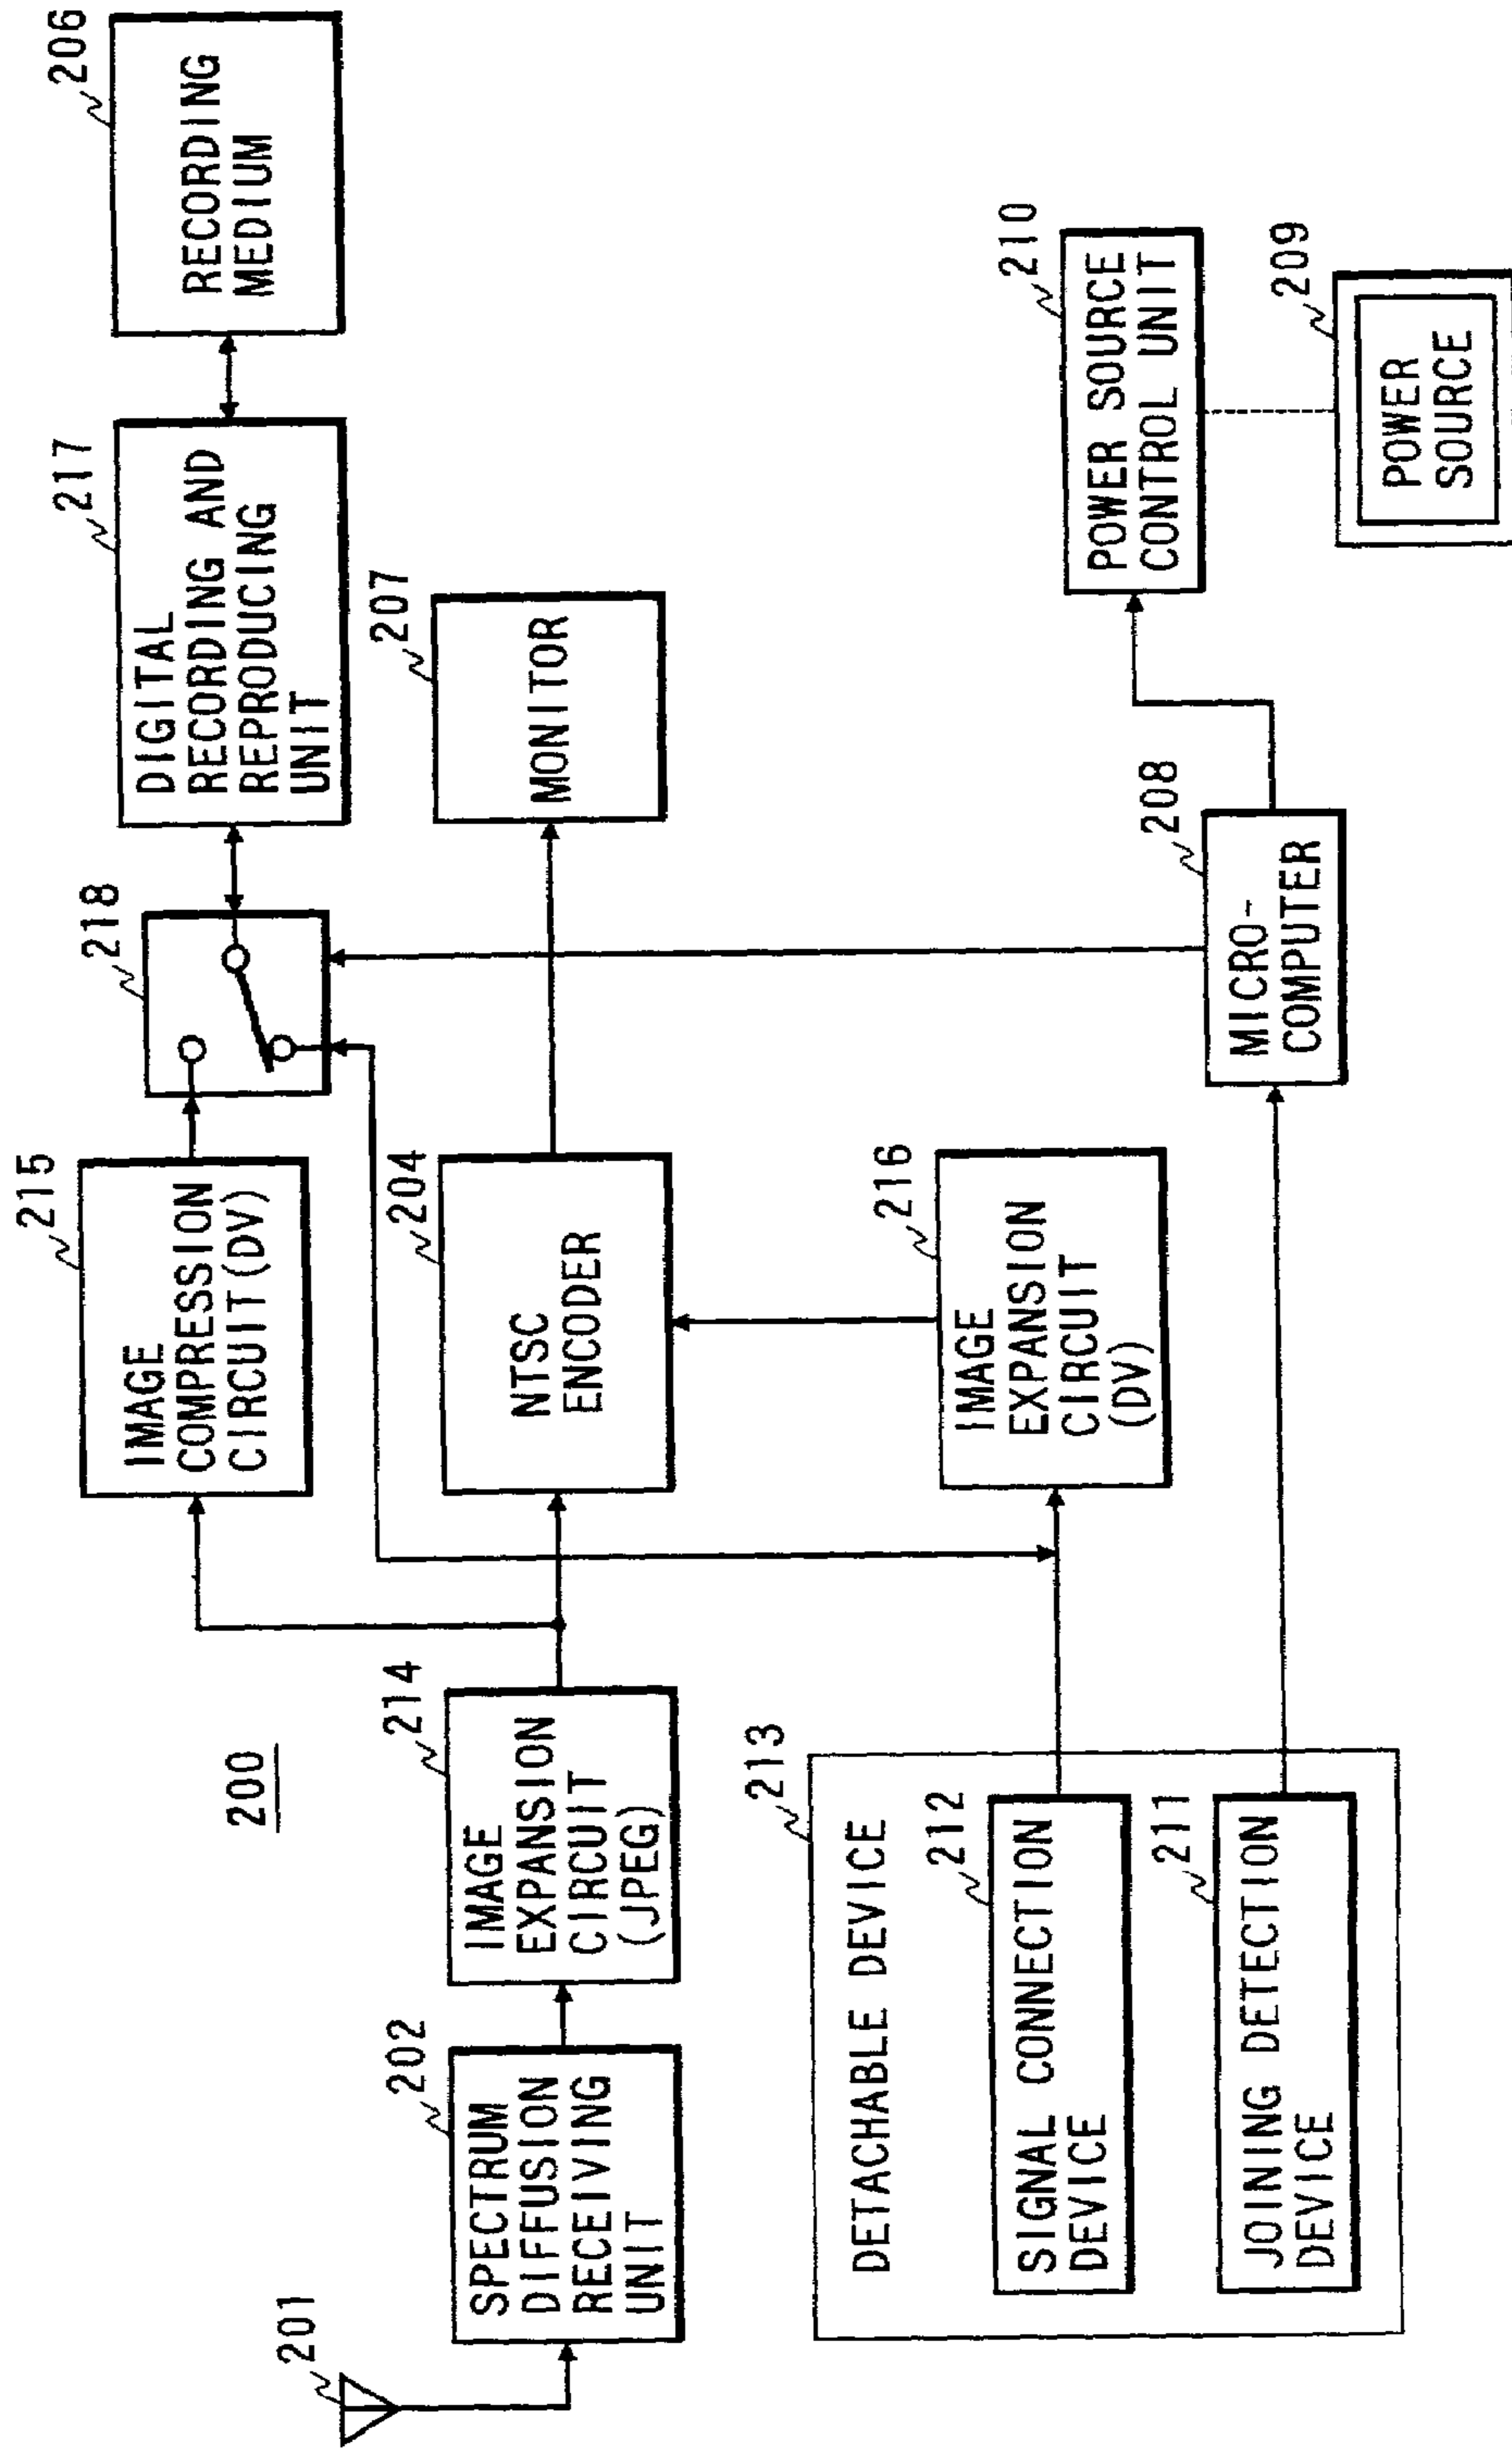 200
201
202
SPECTRUM
DIFFUSION
RECEIVING
UNIT
214
IMAGE
EXPANSION
CIRCUIT
(JPEG)
215
IMAGE
COMPRESSION
CIRCUIT(DV)
204
NTSC
ENCODER
218
217
DIGITAL
RECORDING AND
REPRODUCING
UNIT
206
RECORDING
MEDIUM
207
MONITOR
213
DETACHABLE DEVICE
212
SIGNAL CONNECTION
DEVICE
211
JOINING DETECTION
DEVICE
216
IMAGE
EXPANSION
CIRCUIT
(DV)
208
MICRO-
COMPUTER
210
POWER SOURCE
CONTROL UNIT
209
POWER
SOURCE